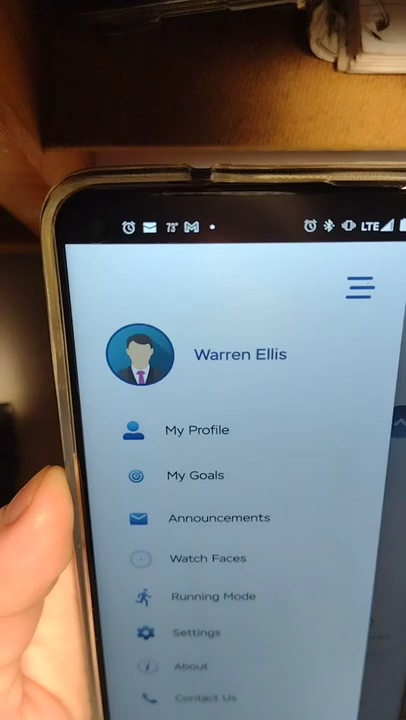 73°
LTE
Warren Ellis
My Profile
My Goals
Announcements
Watch Faces
Running Mode
Settings
About
Contact Us